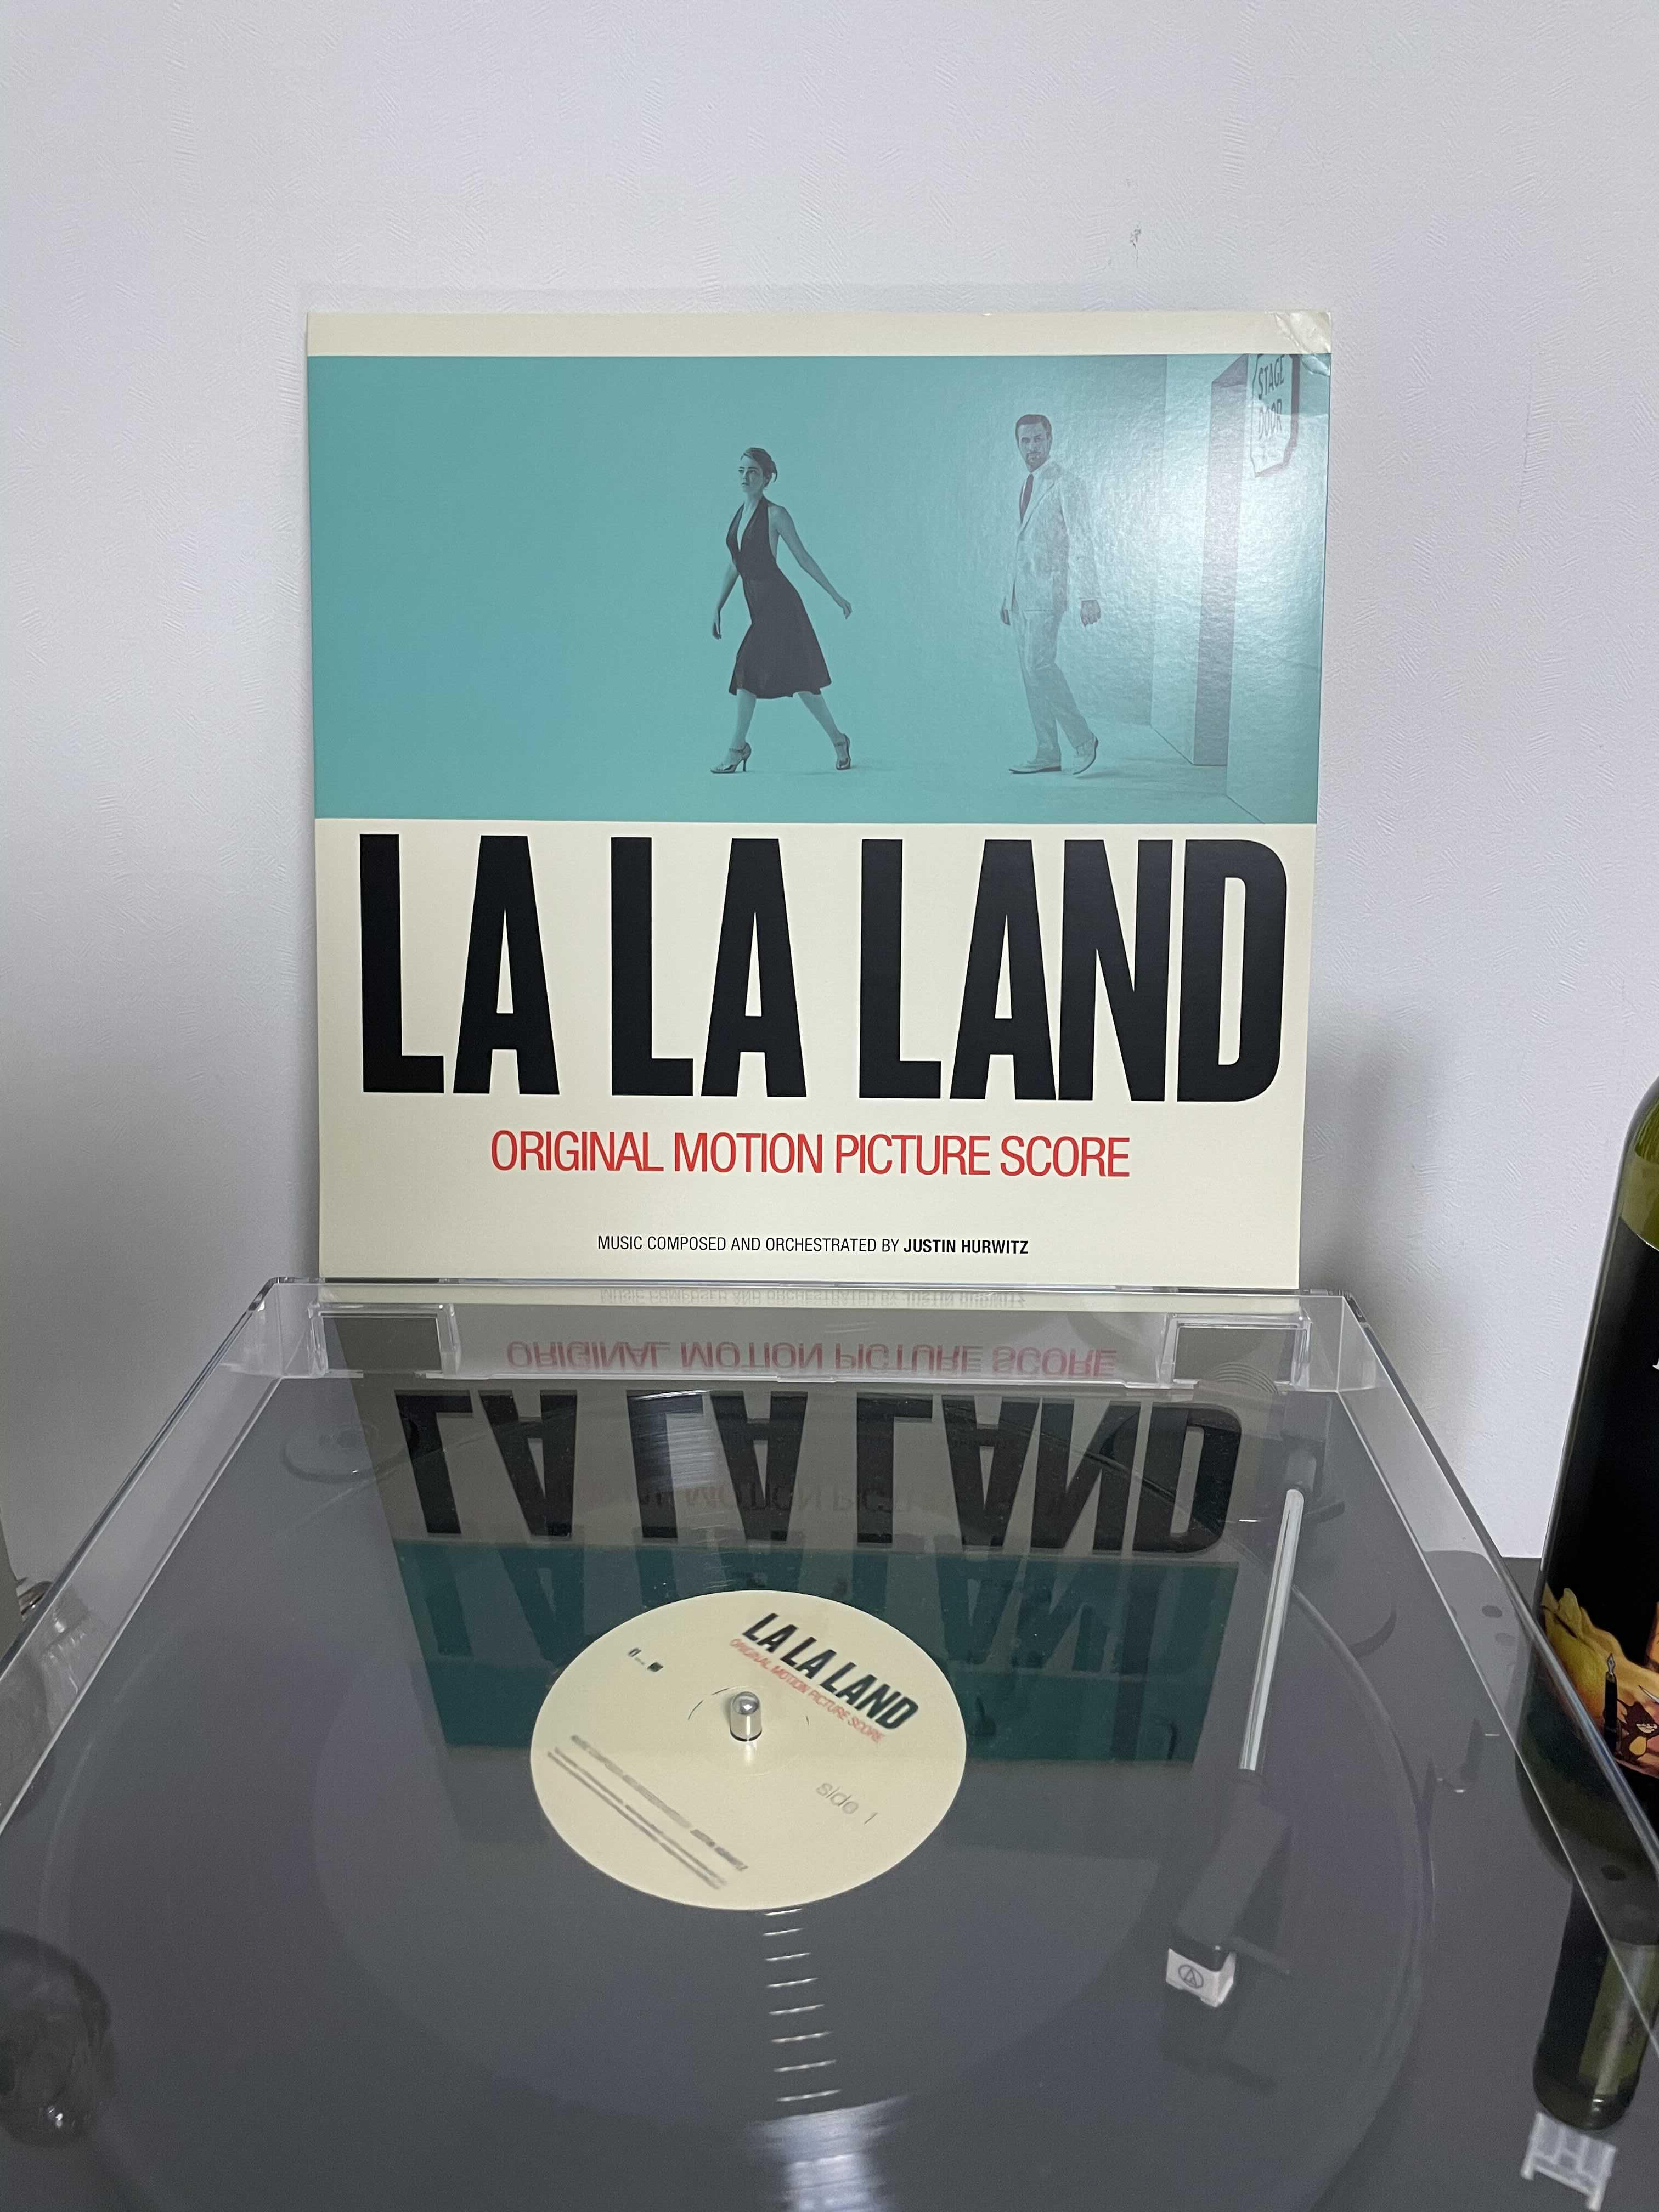 STAGE
DOOR
LA LA LAND
ORIGINAL MOTION PICTURE SCORE
MUSIC COMPOSED AND ORCHESTRATED BY JUSTIN HURWITZ
LA LA LAND
ORIGINAL MOTION PICTURE SCORE
side 1